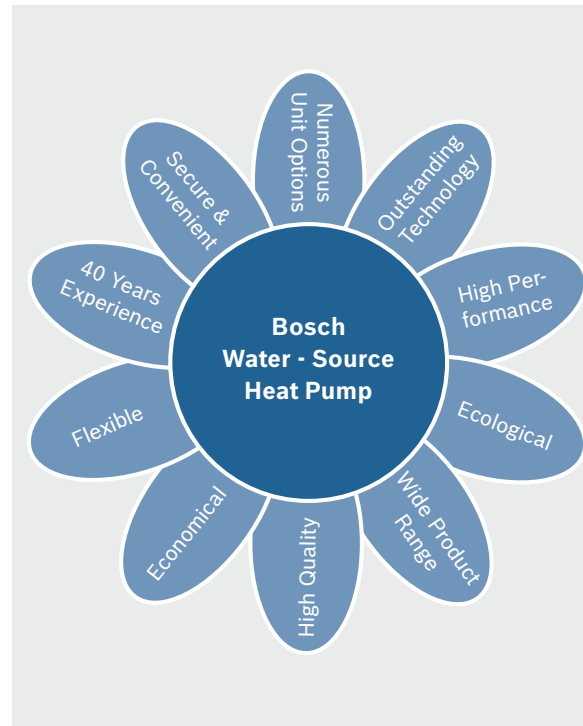 Bosch
Water - Source
Heat Pump
Numerous
Unit Options
Outstanding
Technology
High Per-
formance
Ecological
Wide Product
Range
High Quality
Economical
Flexible
40 Years
Experience
Secure &
Convenient